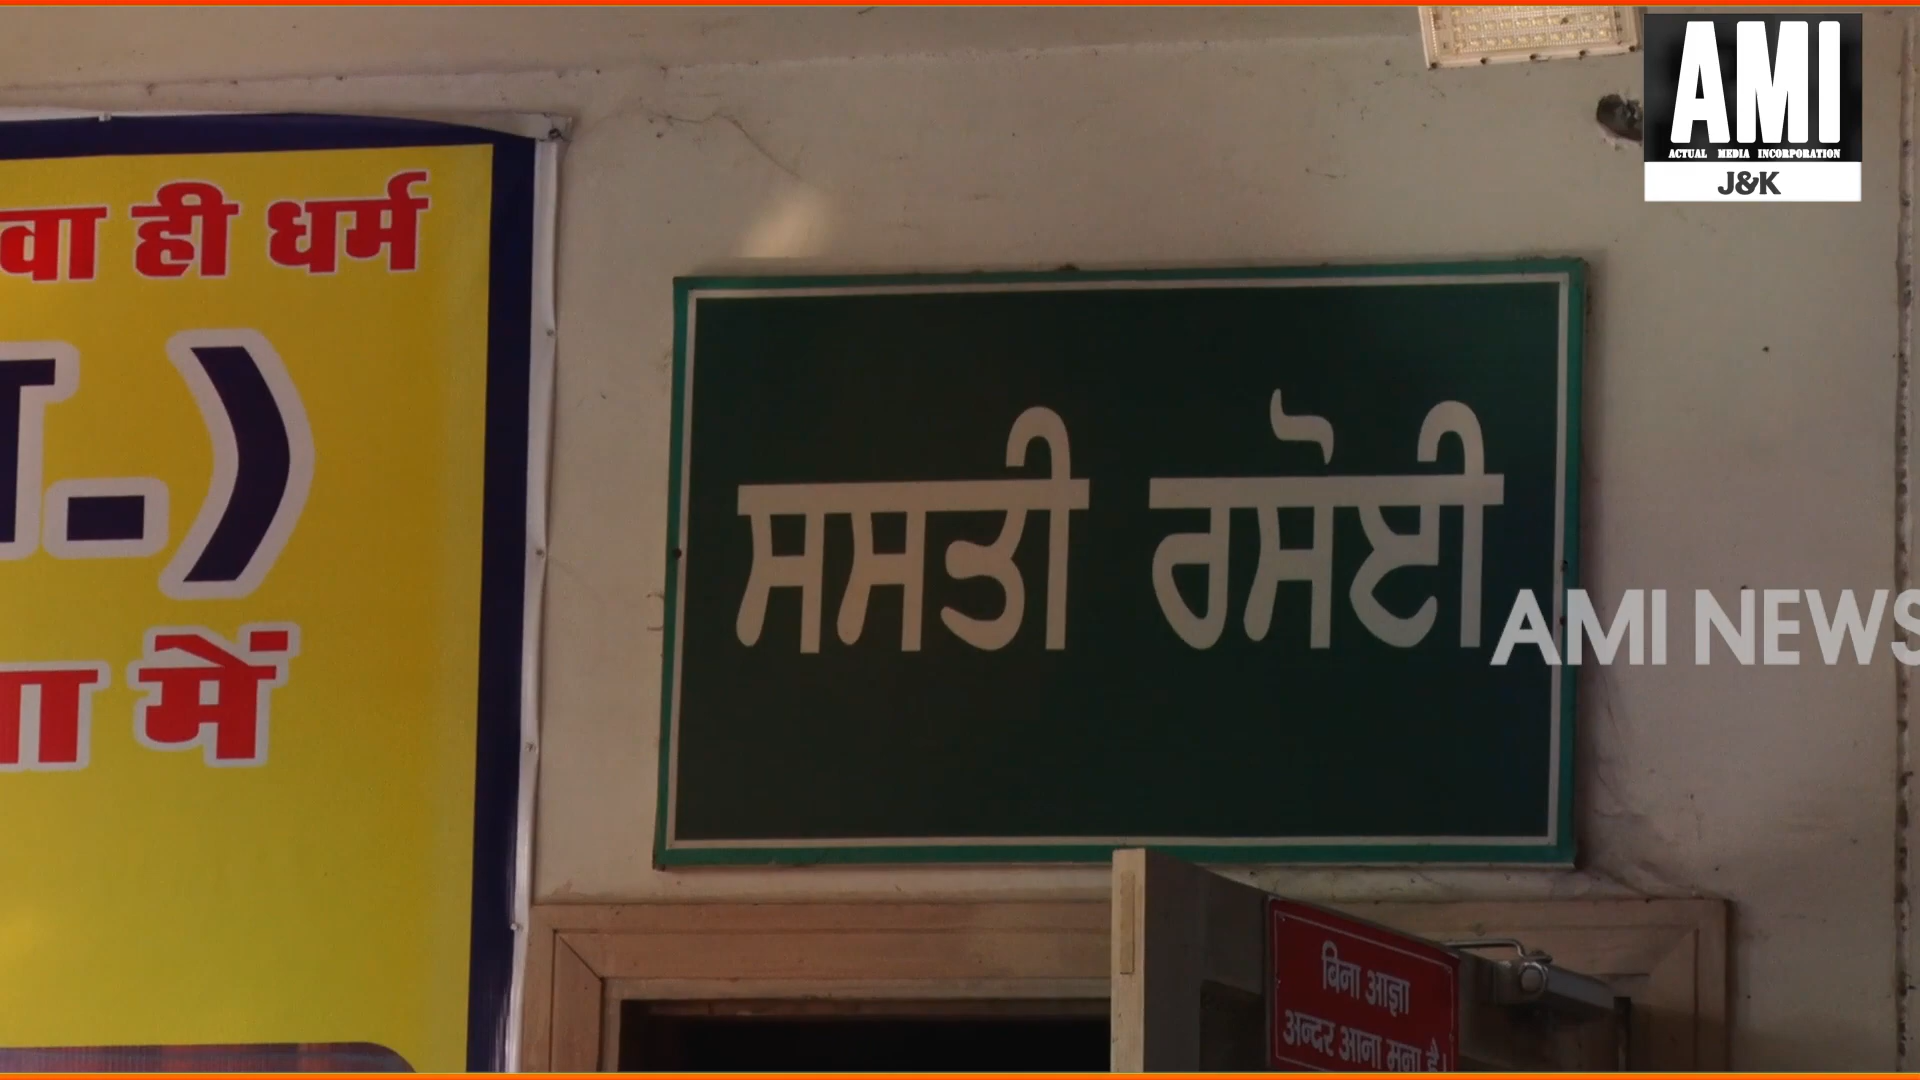 AMI
ACTUAL MEDIA INCORPORATION
J&K
ही धर्म
.)
में
ਸਸਤੀ ਰਸੋਈ
AMI NEWS
बिना आज्ञा
अन्दर आना मना है।